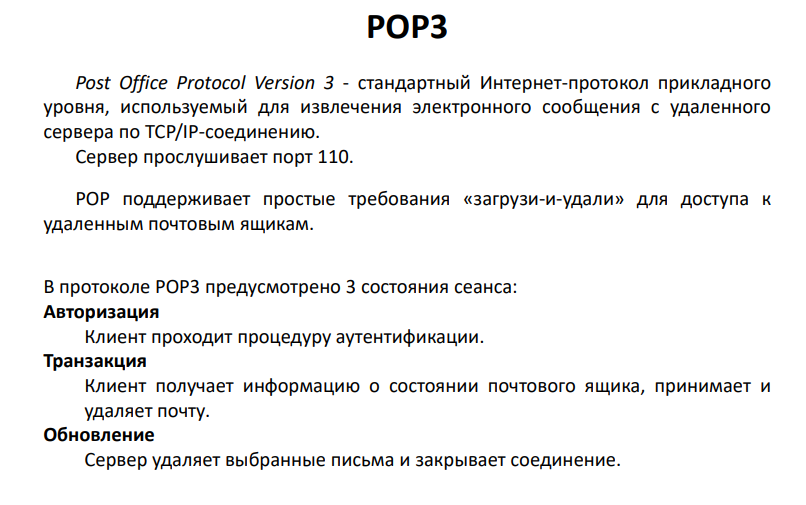 POP3
Post Office Protocol Version 3 - стандартный Интернет-протокол прикладного
уровня, используемый для извлечения электронного сообщения с удаленного
сервера по TCP/IP-соединению.
Сервер прослушивает порт 110.
POP поддерживает простые требования «загрузи-и-удали» для доступа к
удаленным почтовым ящикам.
В протоколе POP3 предусмотрено 3 состояния сеанса:
Авторизация
Клиент проходит процедуру аутентификации.
Транзакция
Клиент получает информацию о состоянии почтового ящика, принимает и
удаляет почту.
Обновление
Сервер удаляет выбранные письма и закрывает соединение.